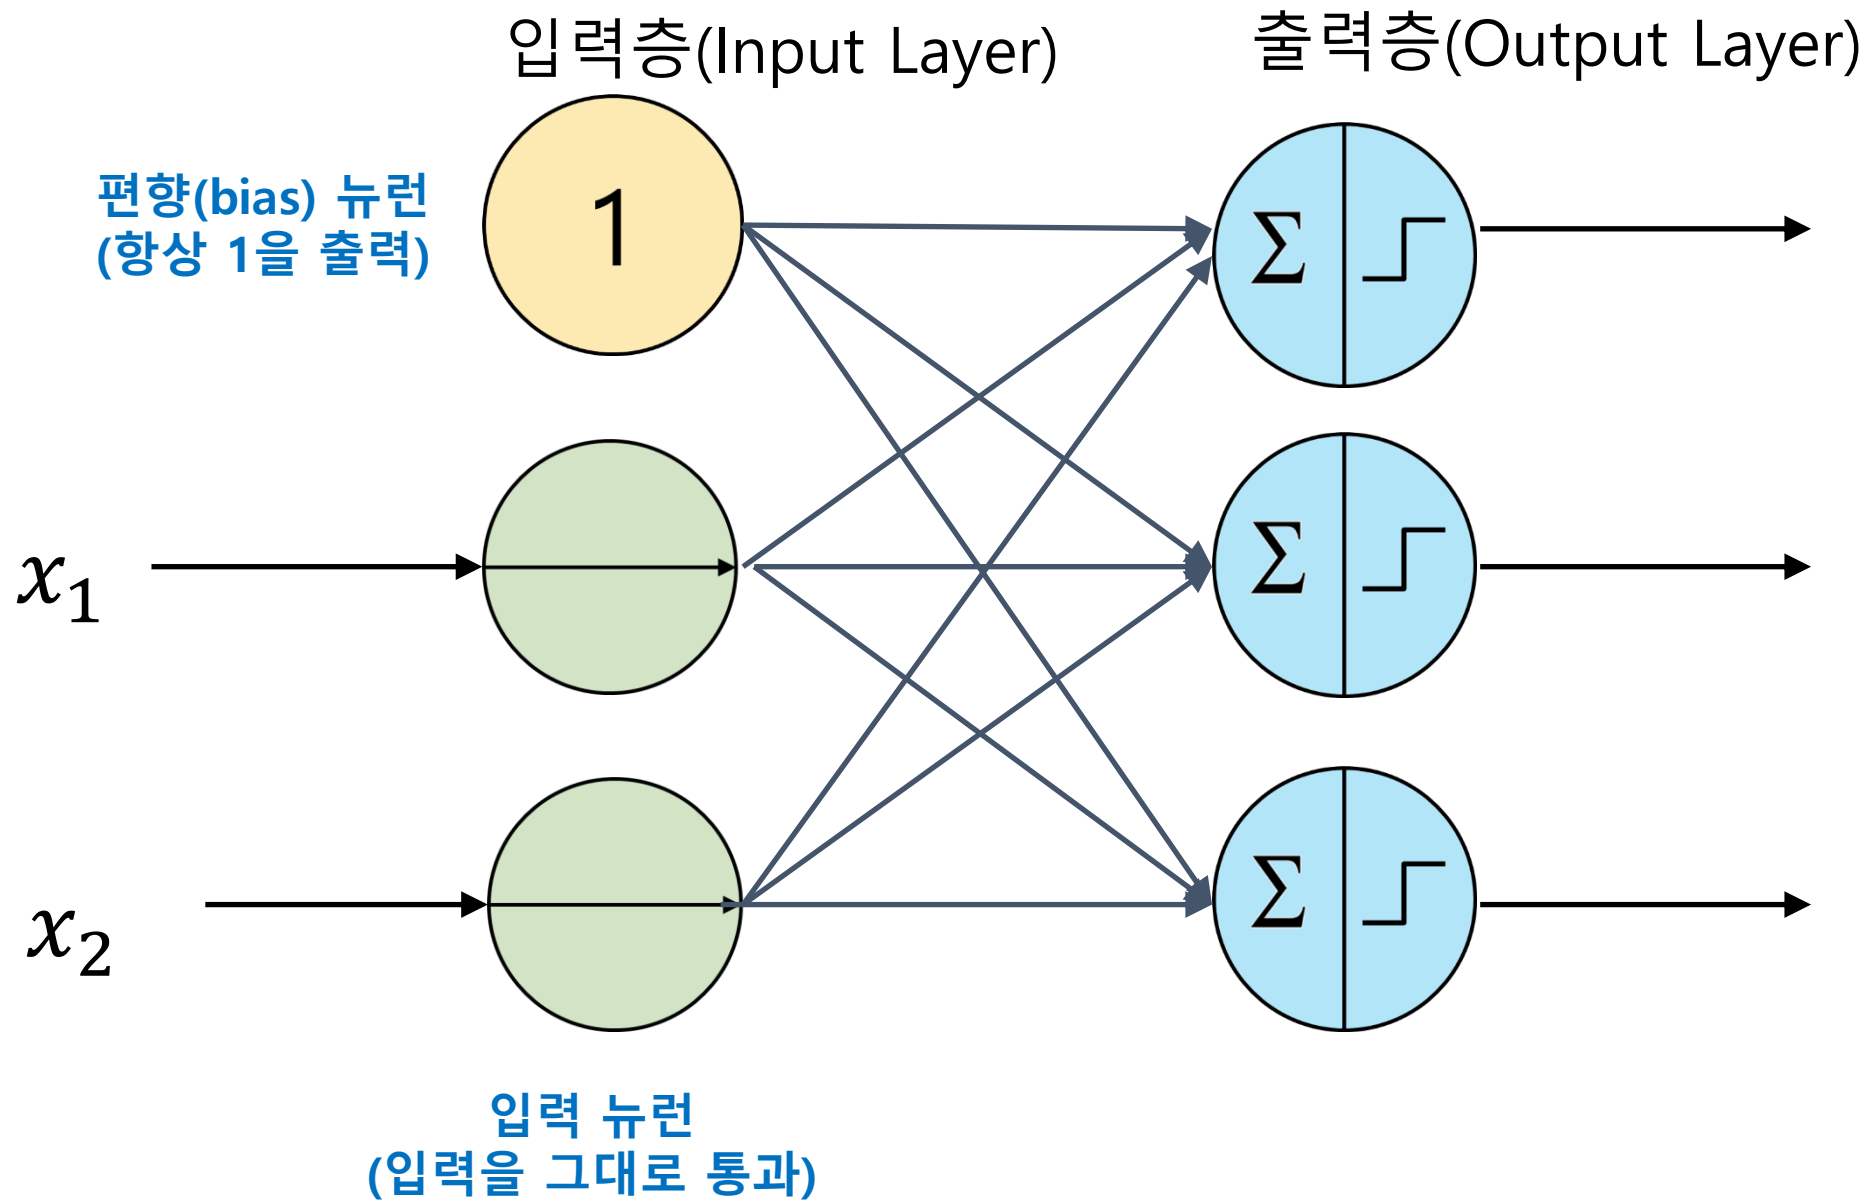 입력층(Input Layer)
출력층(Output Layer)
편향(bias) 뉴런
(항상 1을 출력)
1
Σ
x₁
Σ
x₂
Σ
입력 뉴런
(입력을 그대로 통과)